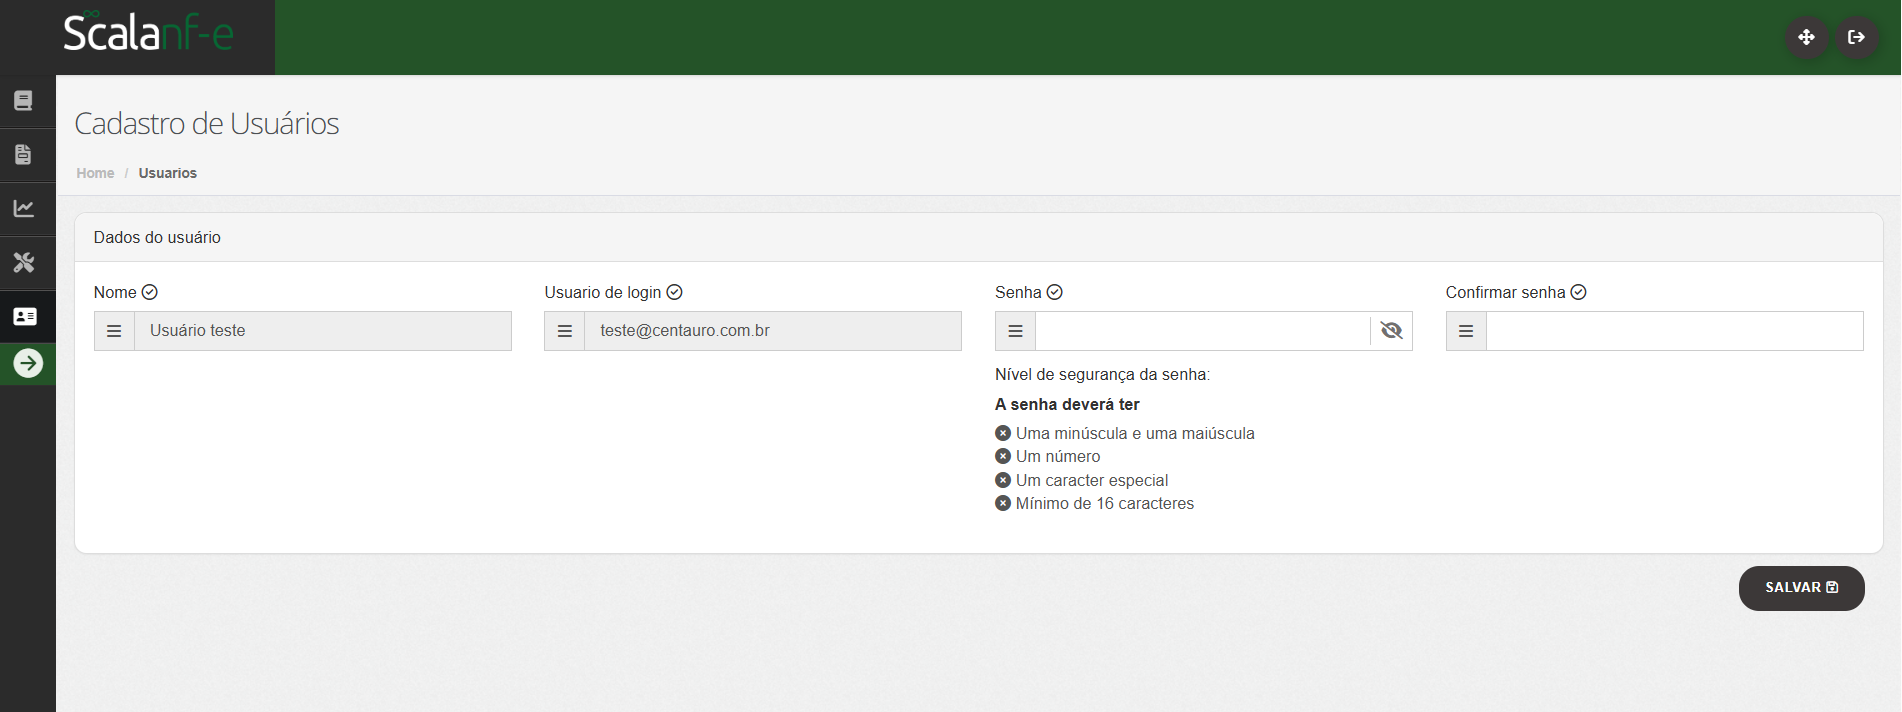 Scalanf-e
Cadastro de Usuários
Home / Usuarios
Dados do usuário
Nome
Usuário teste
Usuario de login
teste@centauro.com.br
Senha
Nível de segurança da senha:
A senha deverá ter
Uma minúscula e uma maiúscula
Um número
Um caracter especial
Mínimo de 16 caracteres
Confirmar senha
SALVAR